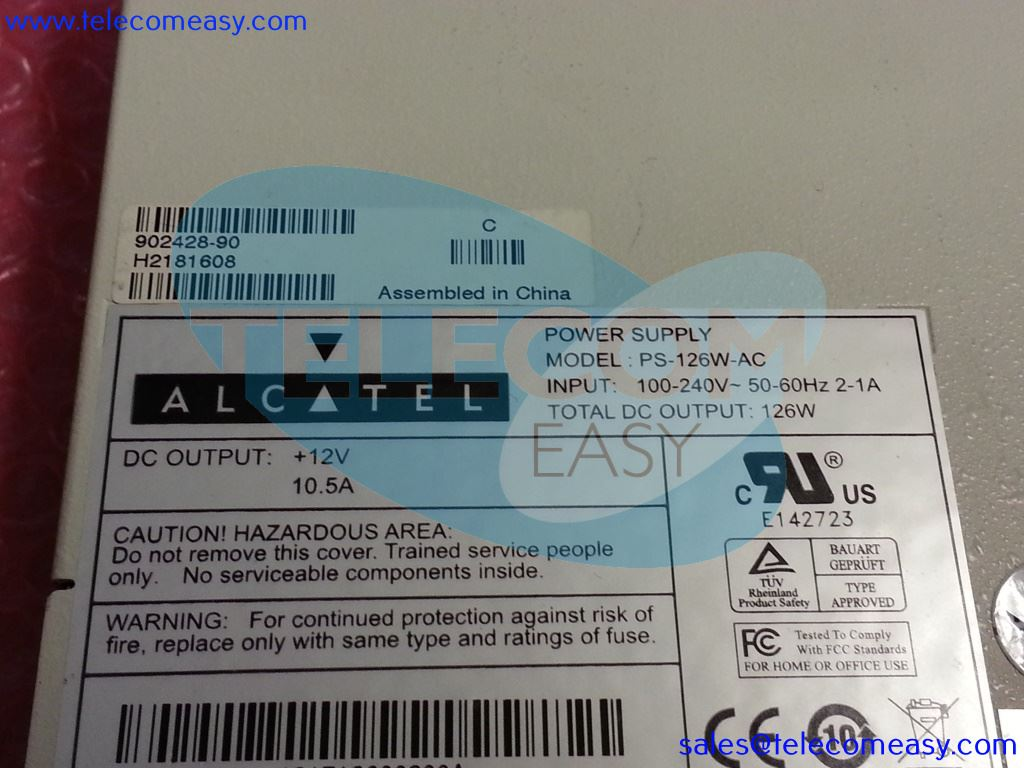 www.telecomeasy.com
902428-90
H2181608
C
Assembled in China
TELECOM
EASY
ALCATEL
POWER SUPPLY
MODEL : PS-126W-AC
INPUT: 100-240V~ 50-60Hz 2-1A
TOTAL DC OUTPUT: 126W
DC OUTPUT: +12V
10.5A
CAUTION! HAZARDOUS AREA:
Do not remove this cover. Trained service people
only. No serviceable components inside.
WARNING: For continued protection against risk of
fire, replace only with same type and ratings of fuse.
C RU ® US
E142723
TÜV
Rheinland
Product Safety
BAUART
GEPRÜFT
TYPE
APPROVED
FC Tested To Comply
With FCC Standards
FOR HOME OR OFFICE USE
CE 10
sales@telecomeasy.com